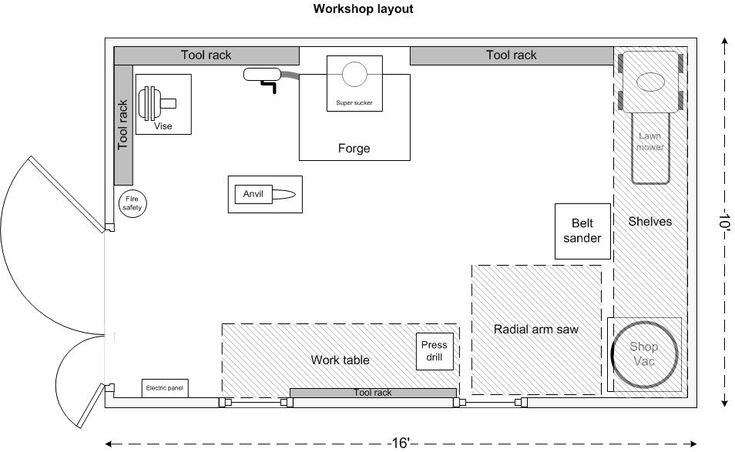 Workshop layout
Tool rack
Tool rack
Tool rack
Vise
Super sucker
Forge
Lawn
mower
Fire
safety
Anvil
Belt
sander
Shelves
10'
Radial arm saw
Press
drill
Work table
Shop
Vac
Electric panel
Tool rack
16'